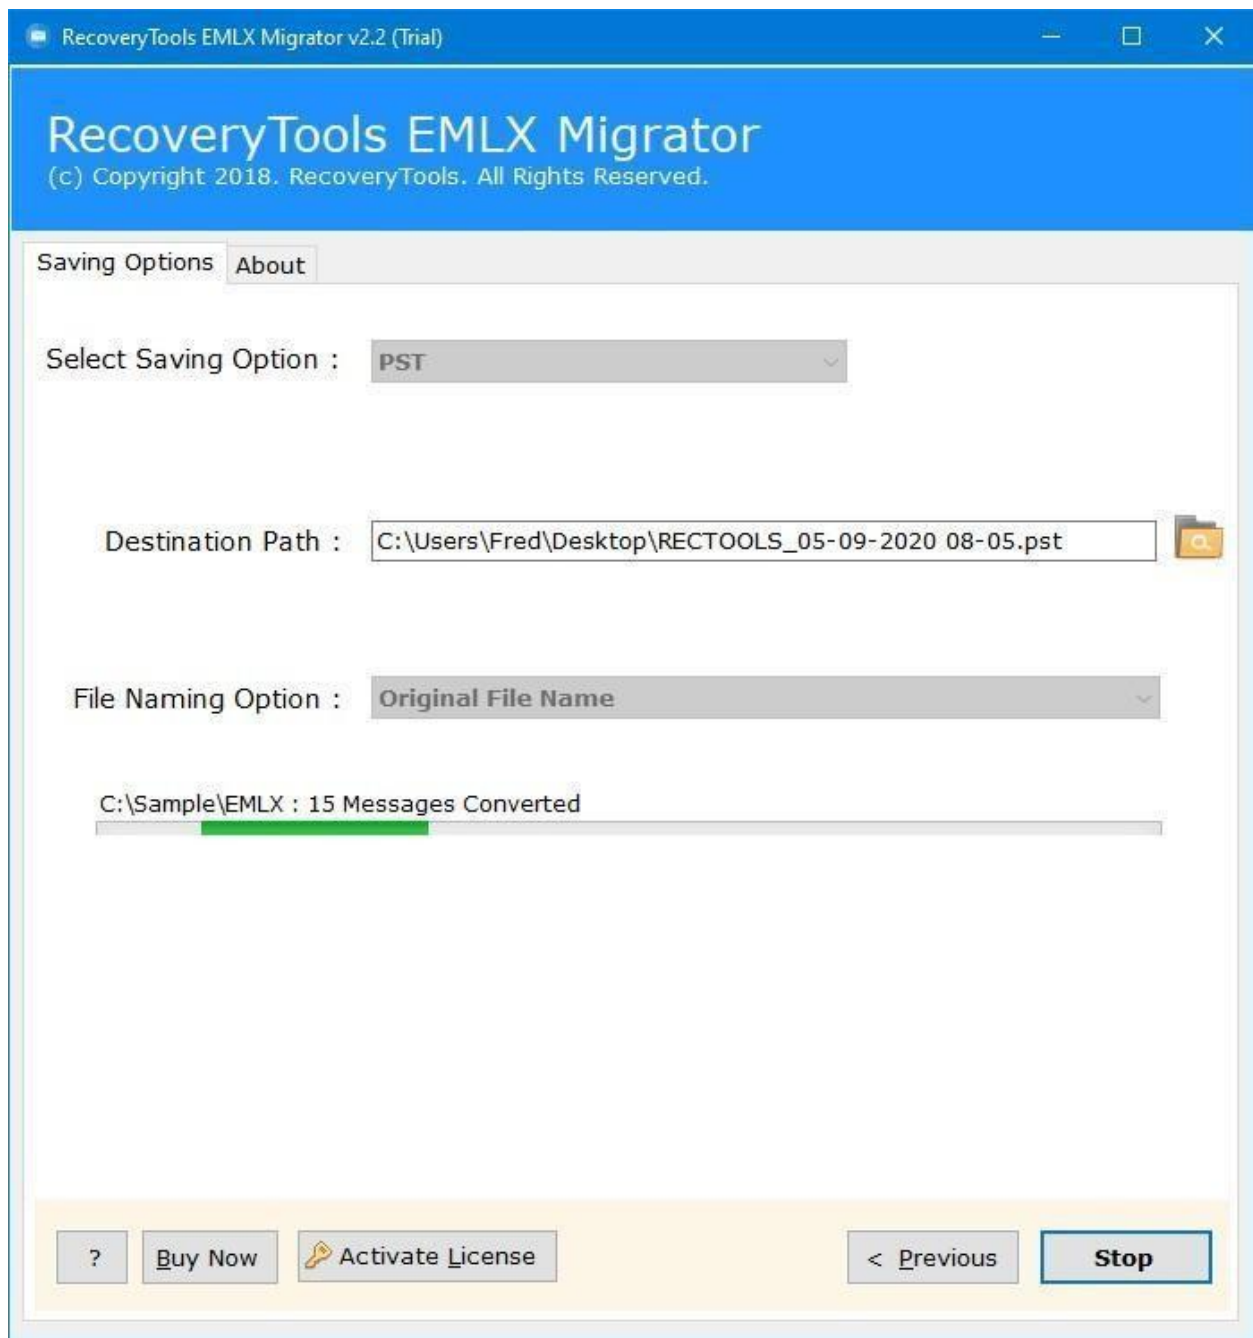 RecoveryTools EMLX Migrator v2.2 (Trial)
RecoveryTools EMLX Migrator
(c) Copyright 2018. RecoveryTools. All Rights Reserved.
Saving Options About
Select Saving Option : PST
Destination Path : C:\Users\Fred\Desktop\RECTOOLS_05-09-2020 08-05.pst
File Naming Option : Original File Name
C:\Sample\EMLX : 15 Messages Converted
? Buy Now Activate License < Previous Stop